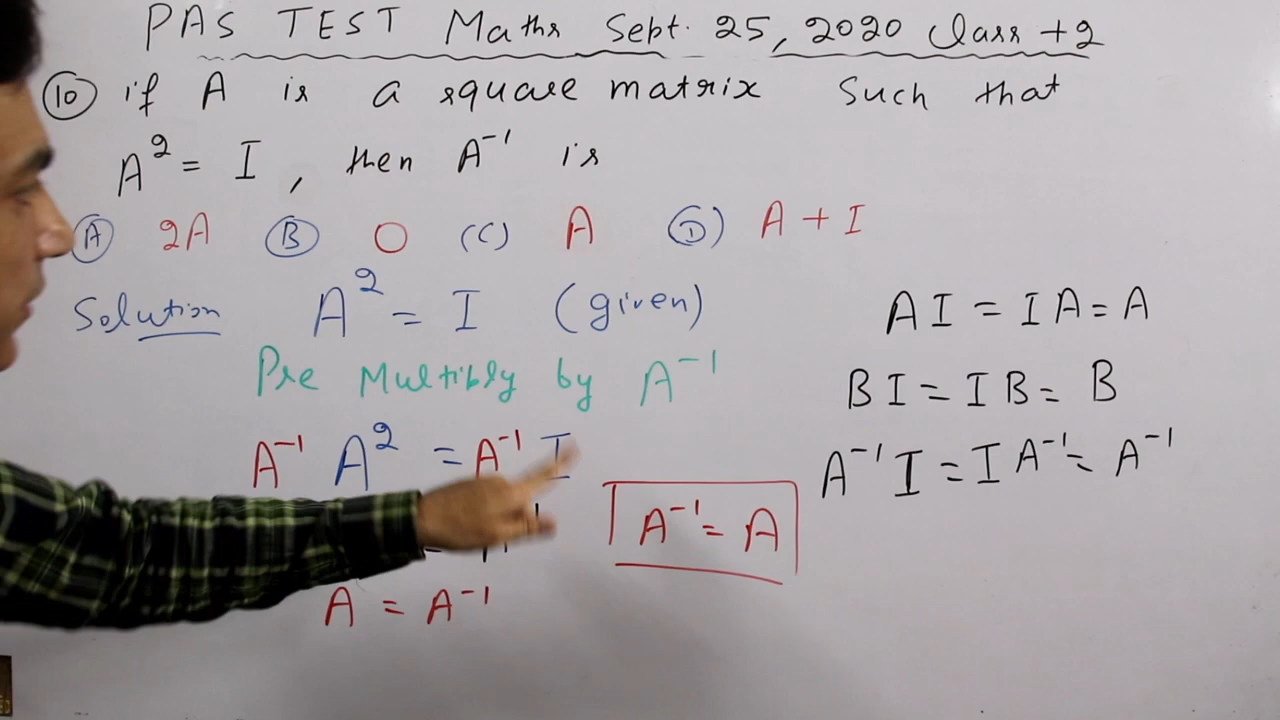 PAS TEST Maths Sept. 25, 2020 Class +2
(10) if A is a square matrix Such that
A² = I, then A⁻¹ is
(A) 2A (B) O (C) A (D) A + I
Solution A² = I (given)
Pre Multibly by A⁻¹
A⁻¹ A² = A⁻¹ I
A = A⁻¹
A⁻¹ = A
AI = IA = A
BI = IB = B
A⁻¹I = IA⁻¹ = A⁻¹